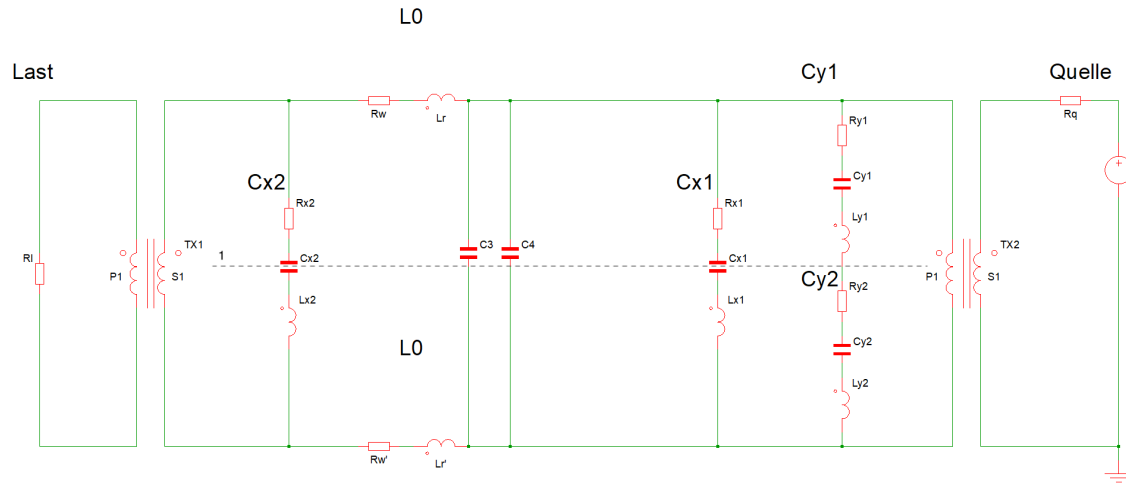 L0
Last
Cy1
Quelle
Rw
Lr
Ry1
Rq
Cx2
Rx2
Cx1
Rx1
Cy1
+
Ly1
Rl
P1
S1
TX1
1
Cx2
C3
C4
Cx1
Cy2
Ry2
P1
S1
TX2
Lx2
Lx1
Cy2
L0
Ly2
Rw'
Lr'